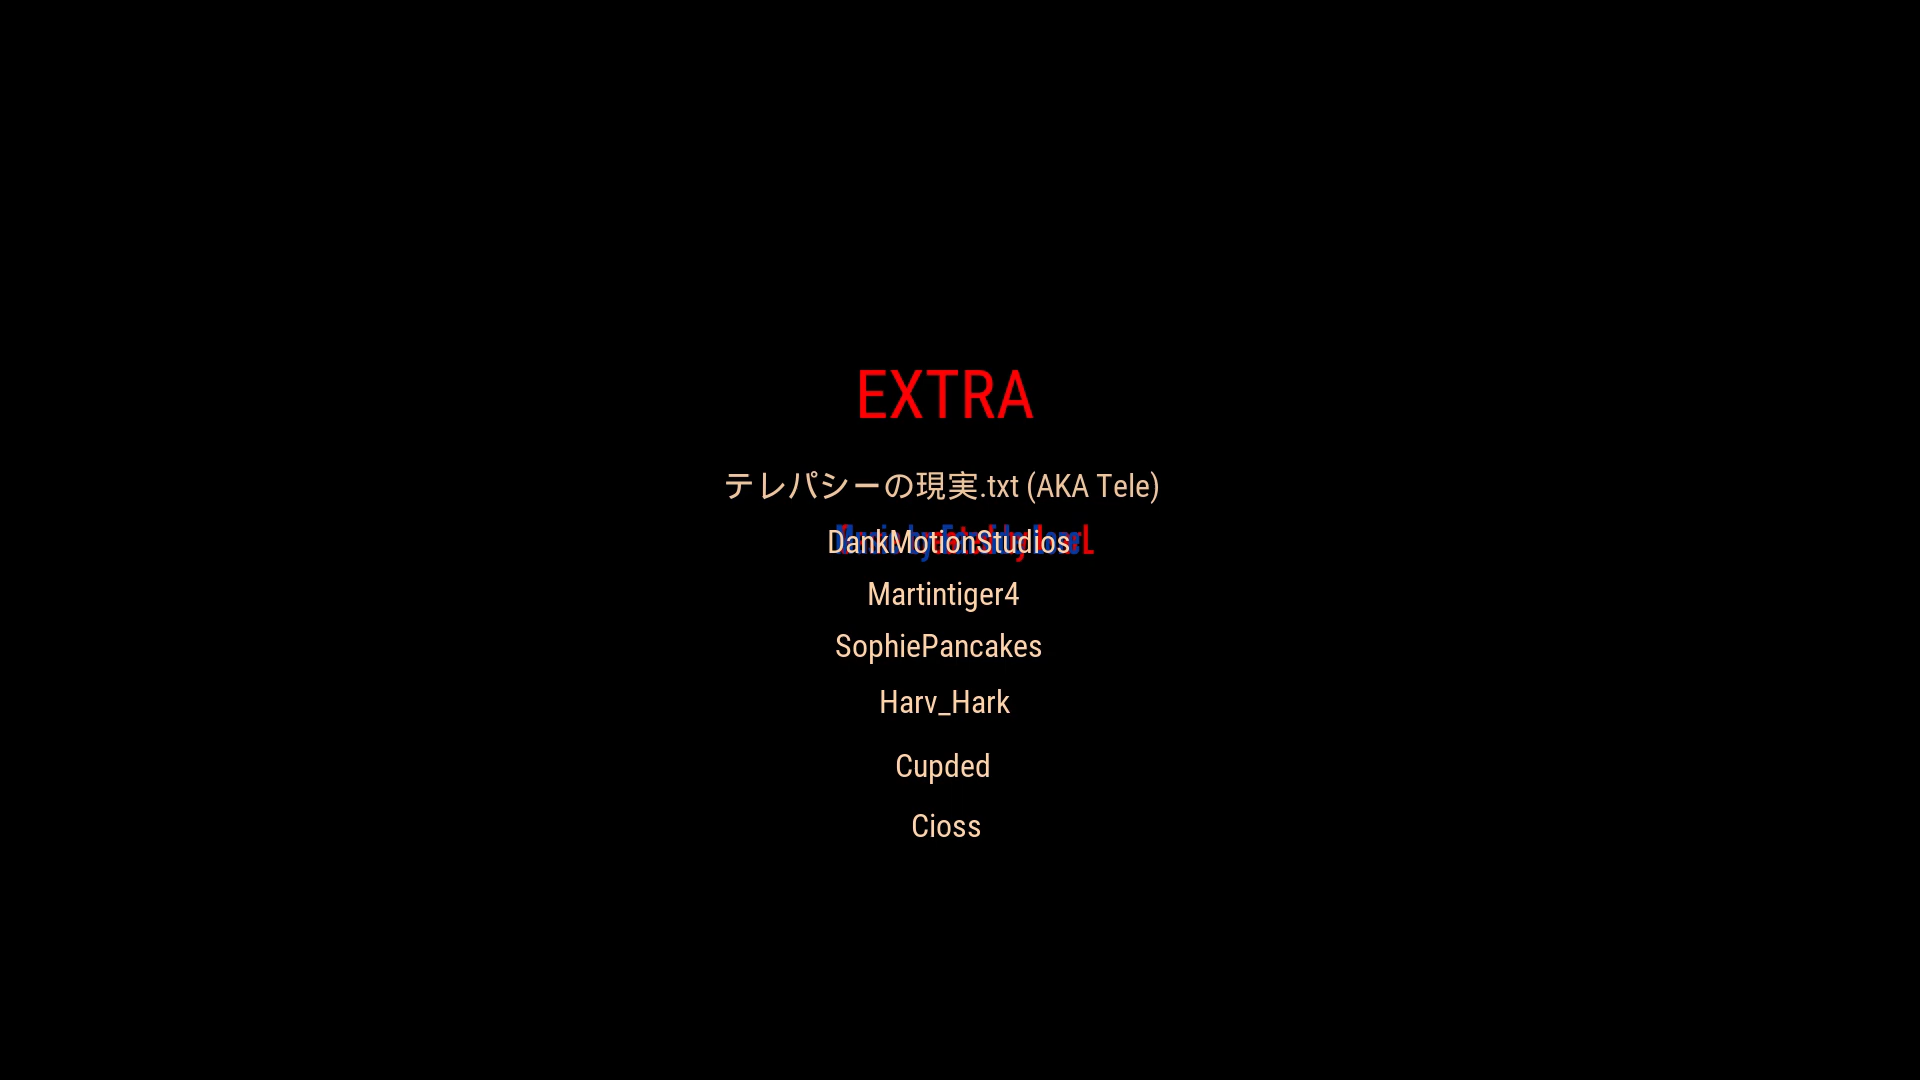 EXTRA
テレパシーの現実.txt (AKA Tele)
DankMotionStudios
Martintiger4
SophiePancakes
Harv_Hark
Cupded
Cioss